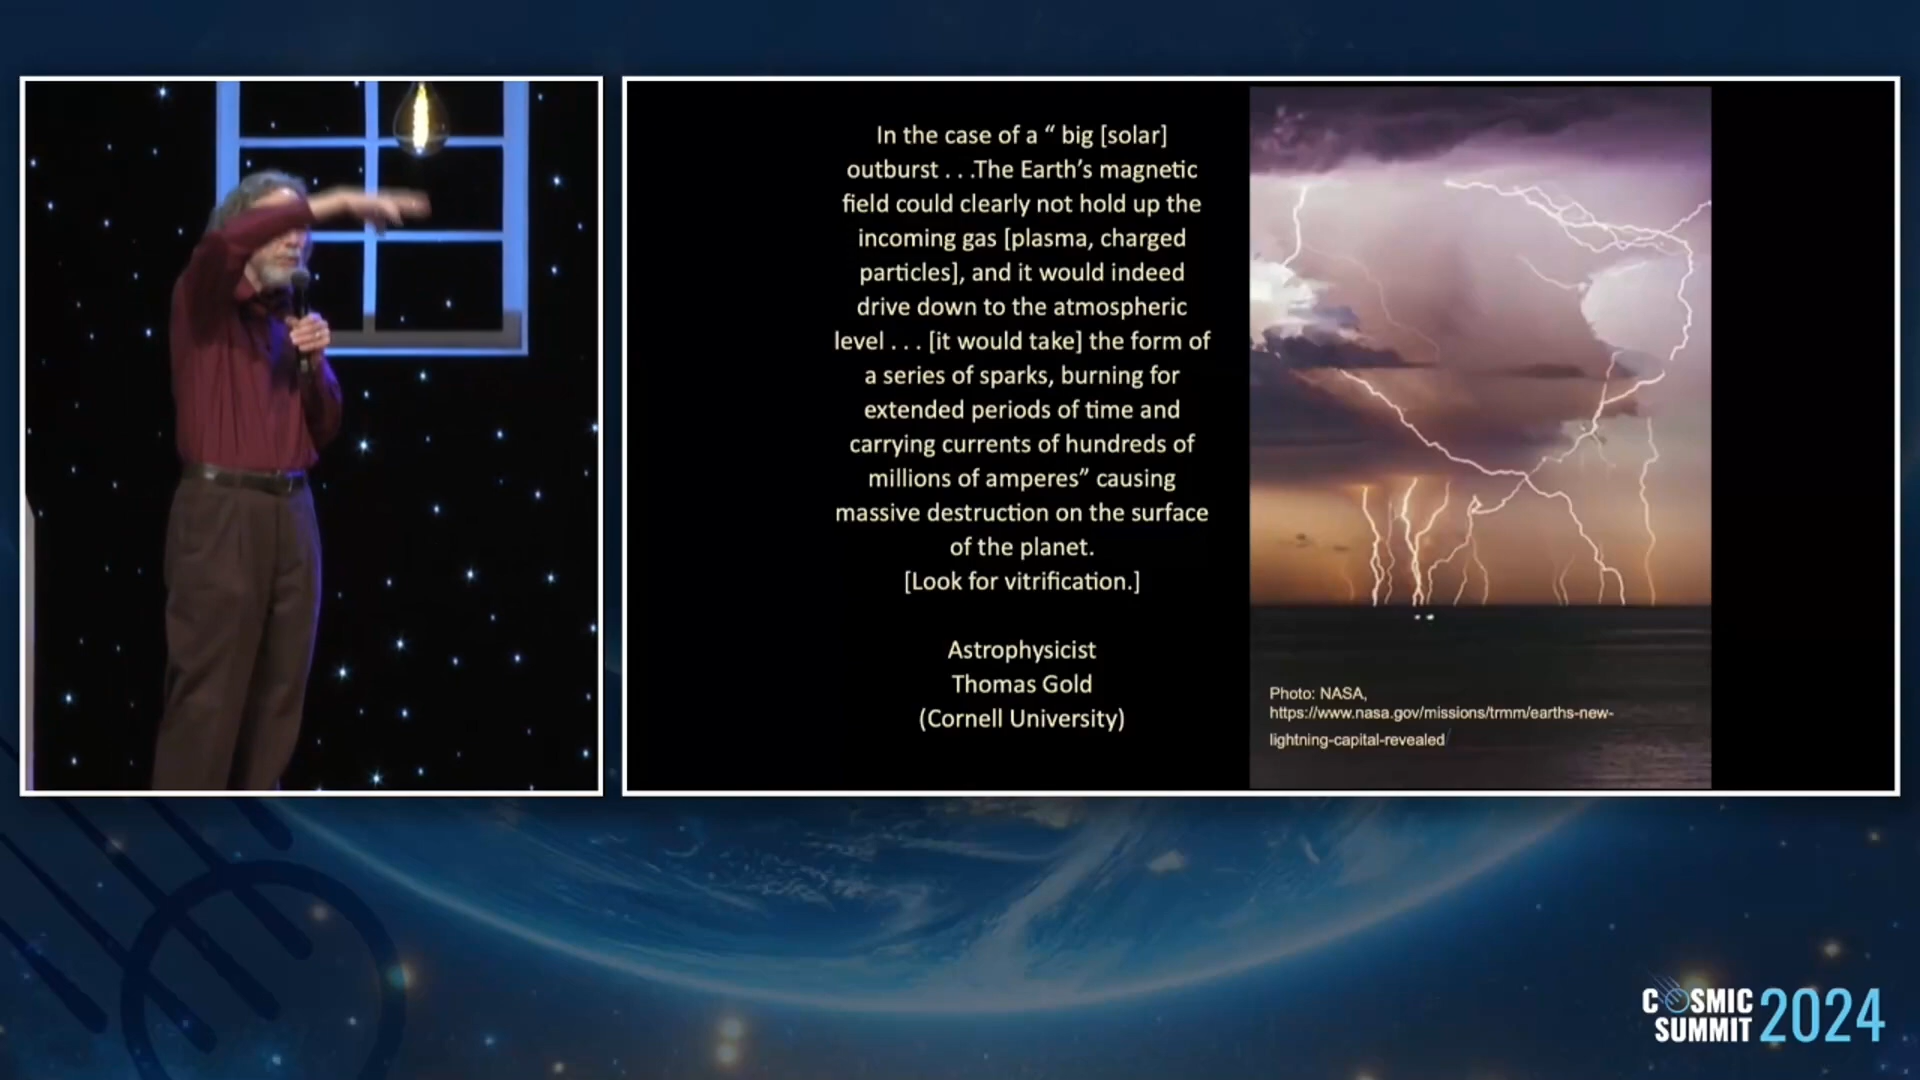 In the case of a “ big [solar]
outburst . . .The Earth’s magnetic
field could clearly not hold up the
incoming gas [plasma, charged
particles], and it would indeed
drive down to the atmospheric
level . . . [it would take] the form of
a series of sparks, burning for
extended periods of time and
carrying currents of hundreds of
millions of amperes” causing
massive destruction on the surface
of the planet.
[Look for vitrification.]
Astrophysicist
Thomas Gold
(Cornell University)
Photo: NASA,
https://www.nasa.gov/missions/trmm/earths-new-
lightning-capital-revealed/
COSMIC
SUMMIT 2024